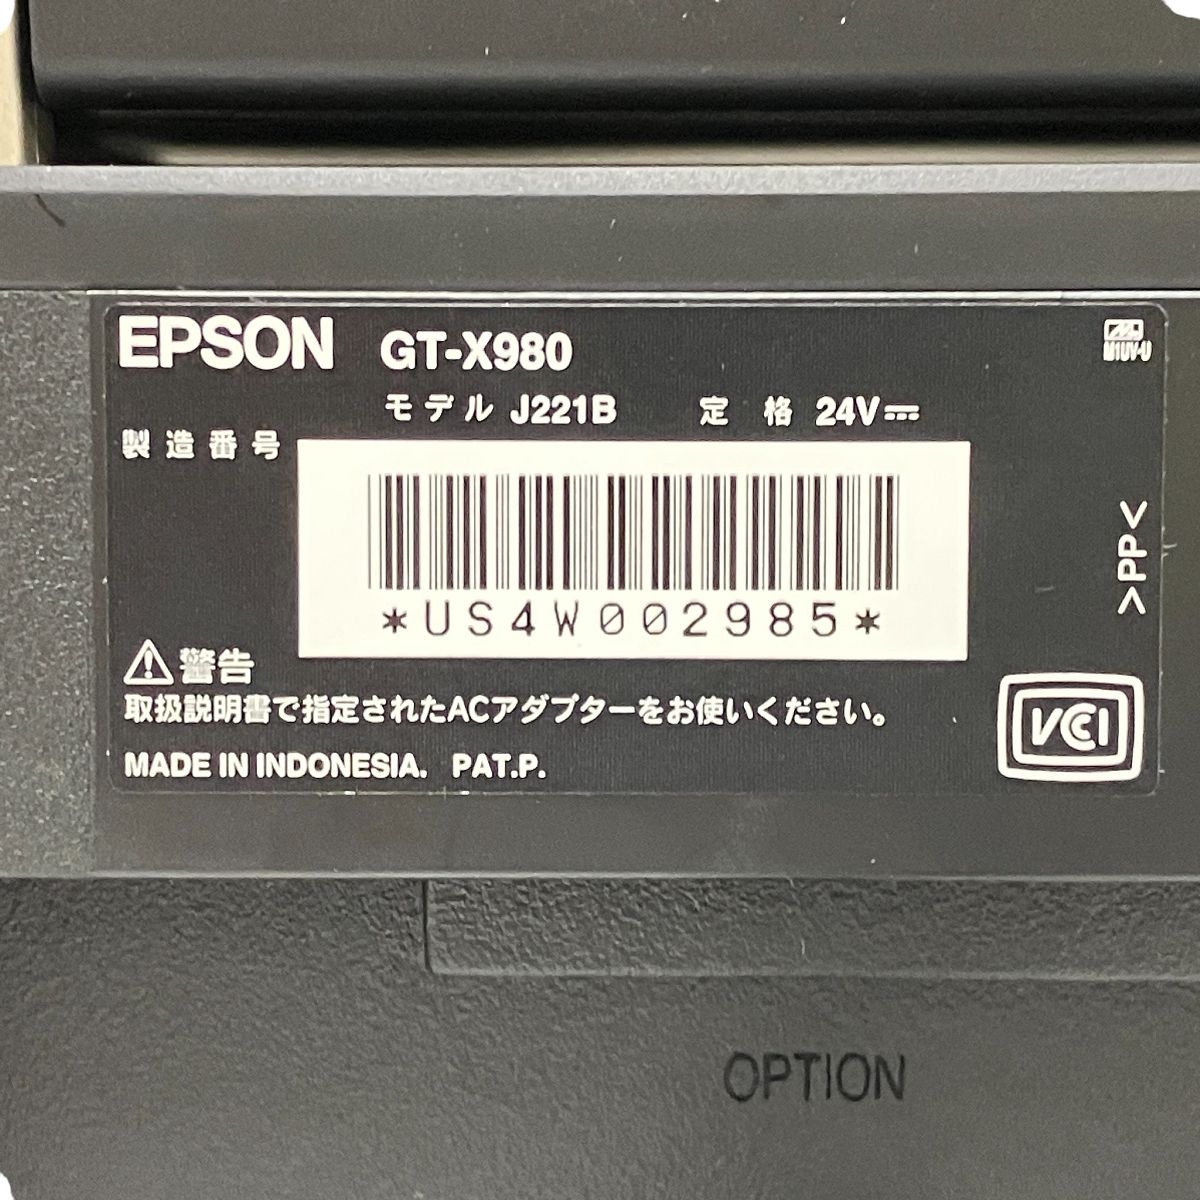 EPSON GT-X980
モデル J221B 定格 24V⎓
製造番号
*US4W002985*
M1UV-U
>PP<
⚠警告
取扱説明書で指定されたACアダプターをお使いください。
MADE IN INDONESIA. PAT.P.
VCCI
OPTION